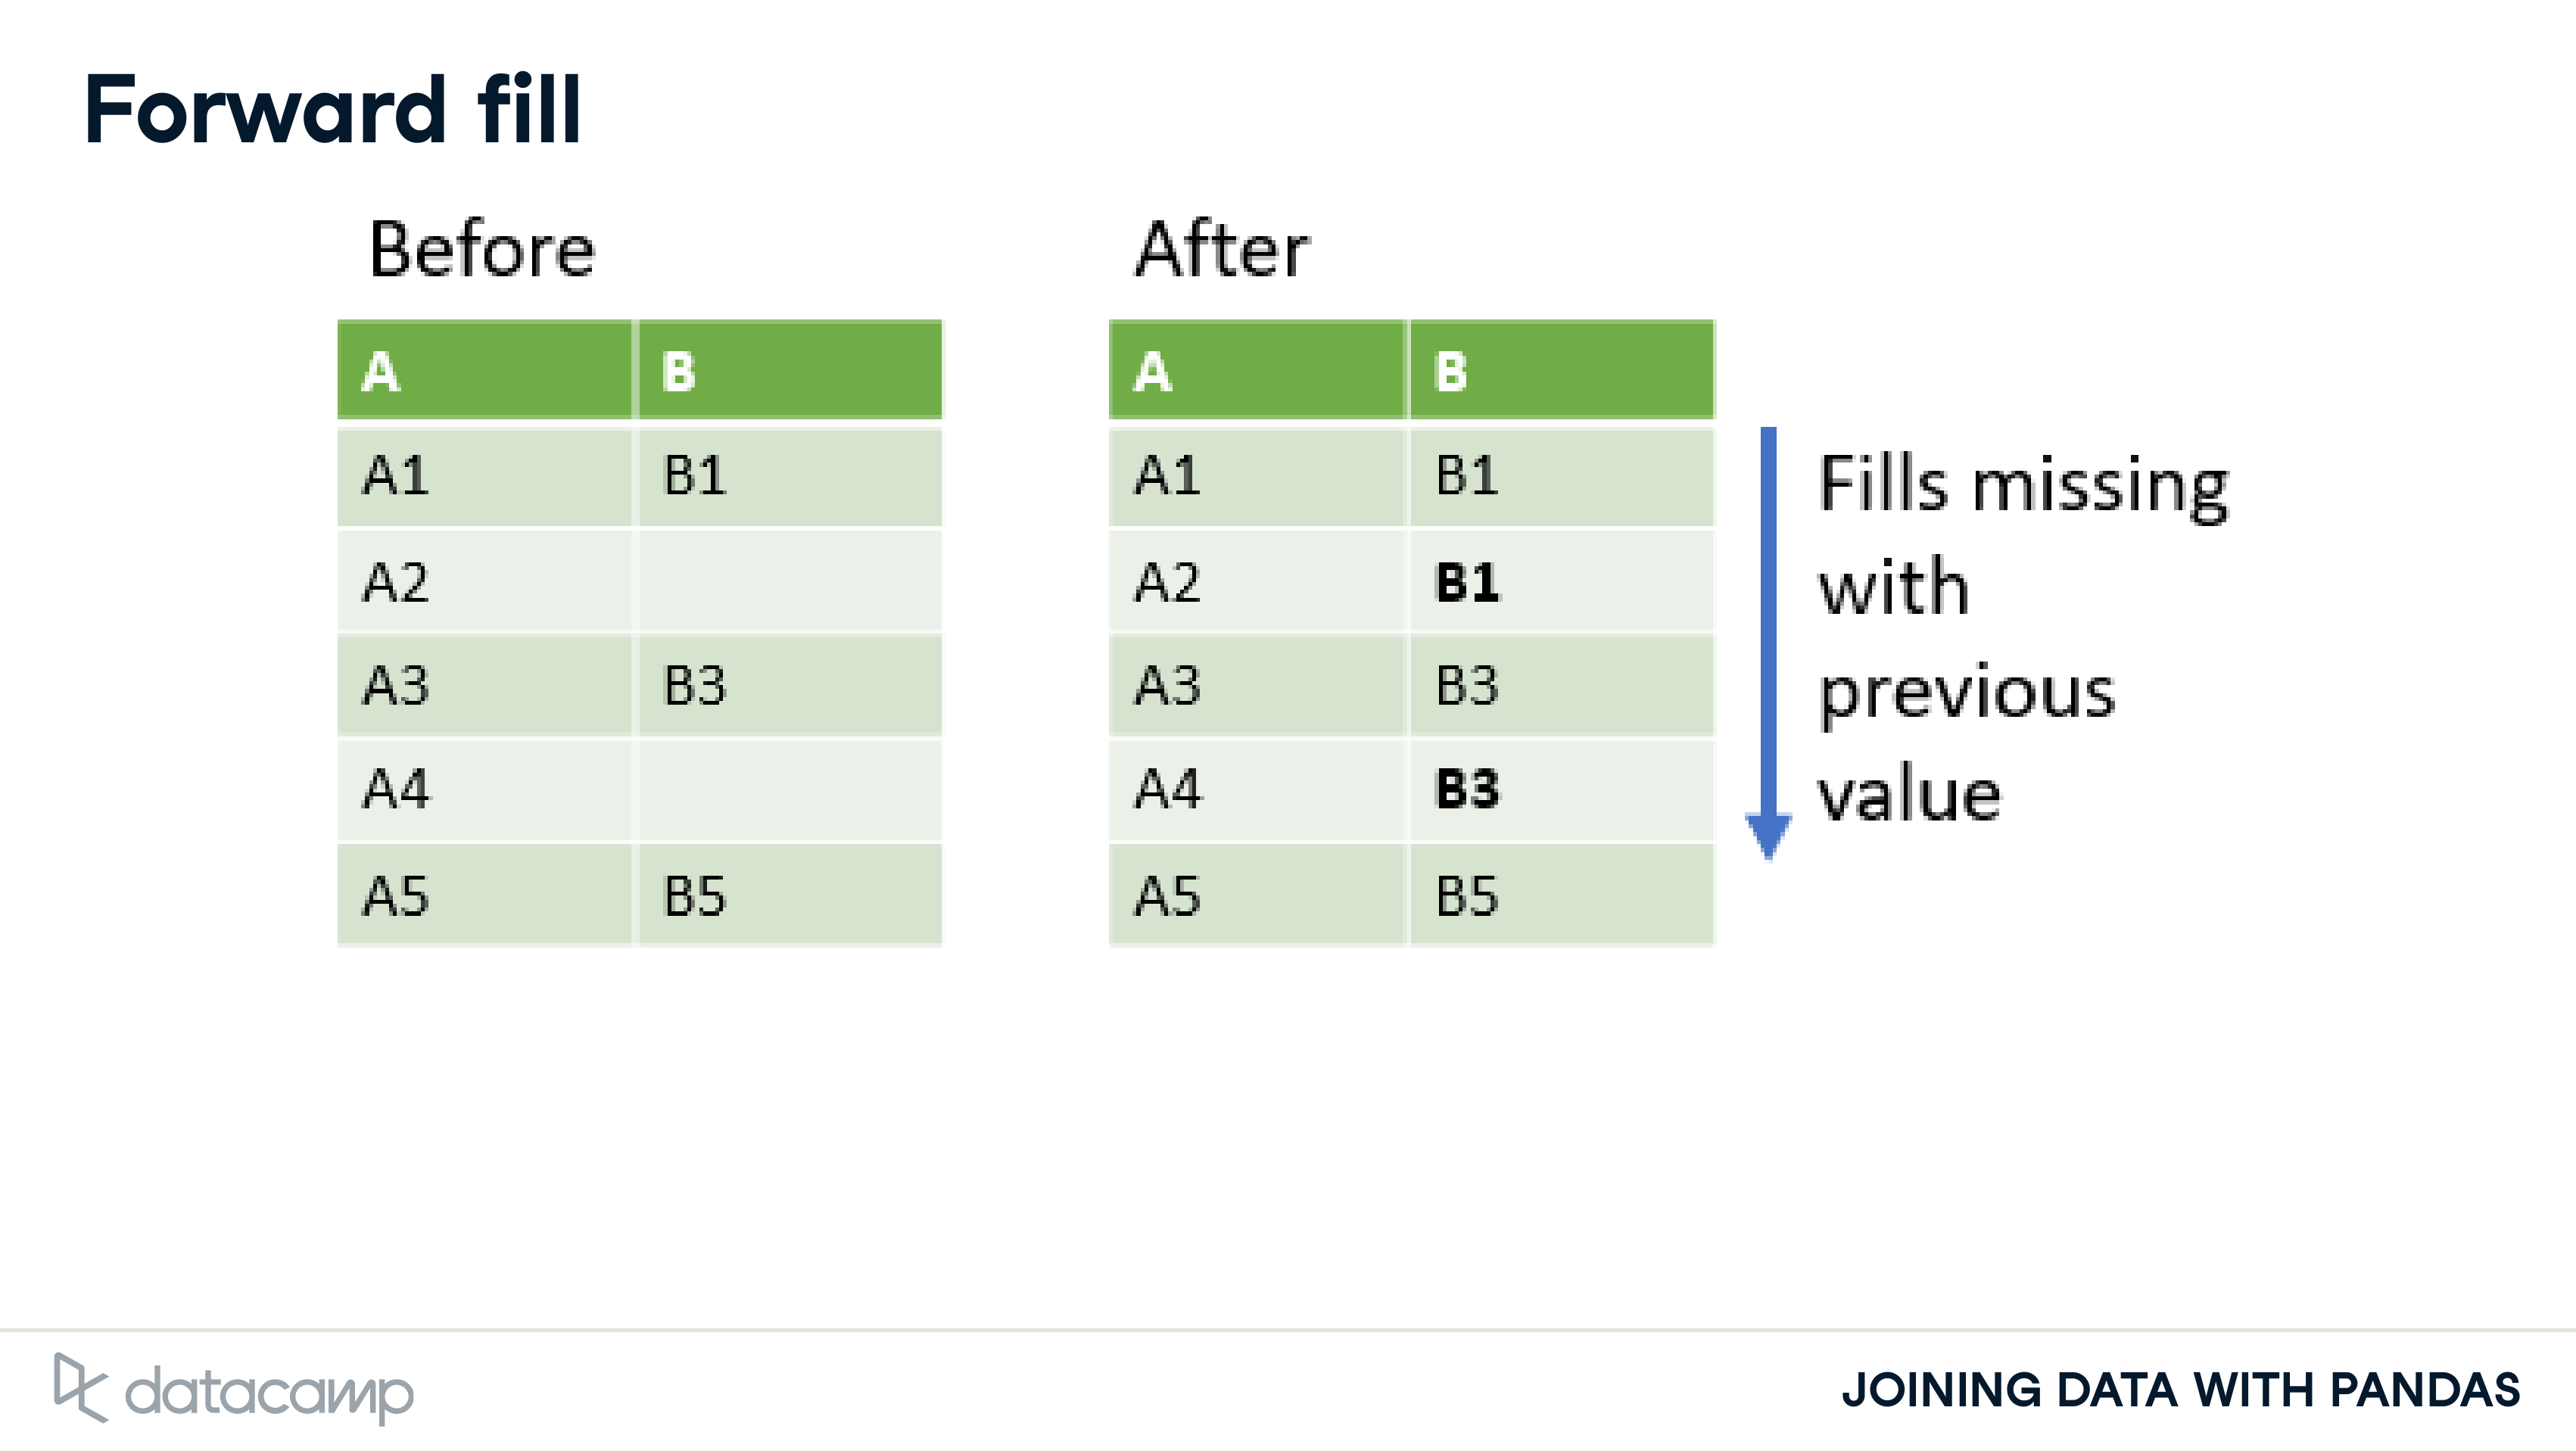 Forward fill
Before
A B
A1 B1
A2
A3 B3
A4
A5 B5
After
A B
A1 B1
A2 B1
A3 B3
A4 B3
A5 B5
Fills missing
with
previous
value
datacamp
JOINING DATA WITH PANDAS